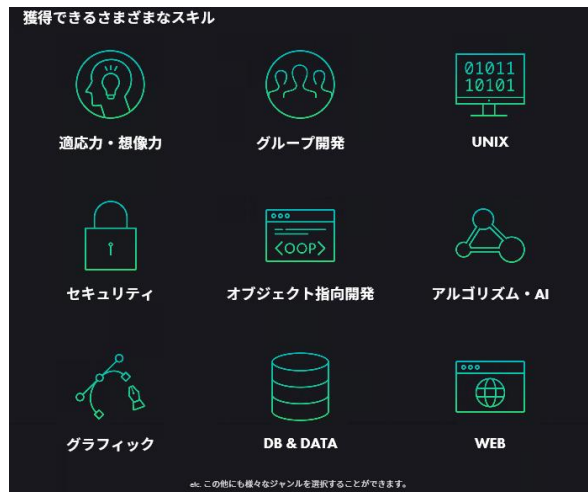 獲得できるさまざまなスキル
01011
10101
適応力・想像力
グループ開発
UNIX
<OOP>
セキュリティ
オブジェクト指向開発
アルゴリズム・AI
グラフィック
DB & DATA
WEB
etc. この他にも様々なジャンルを選択することができます。